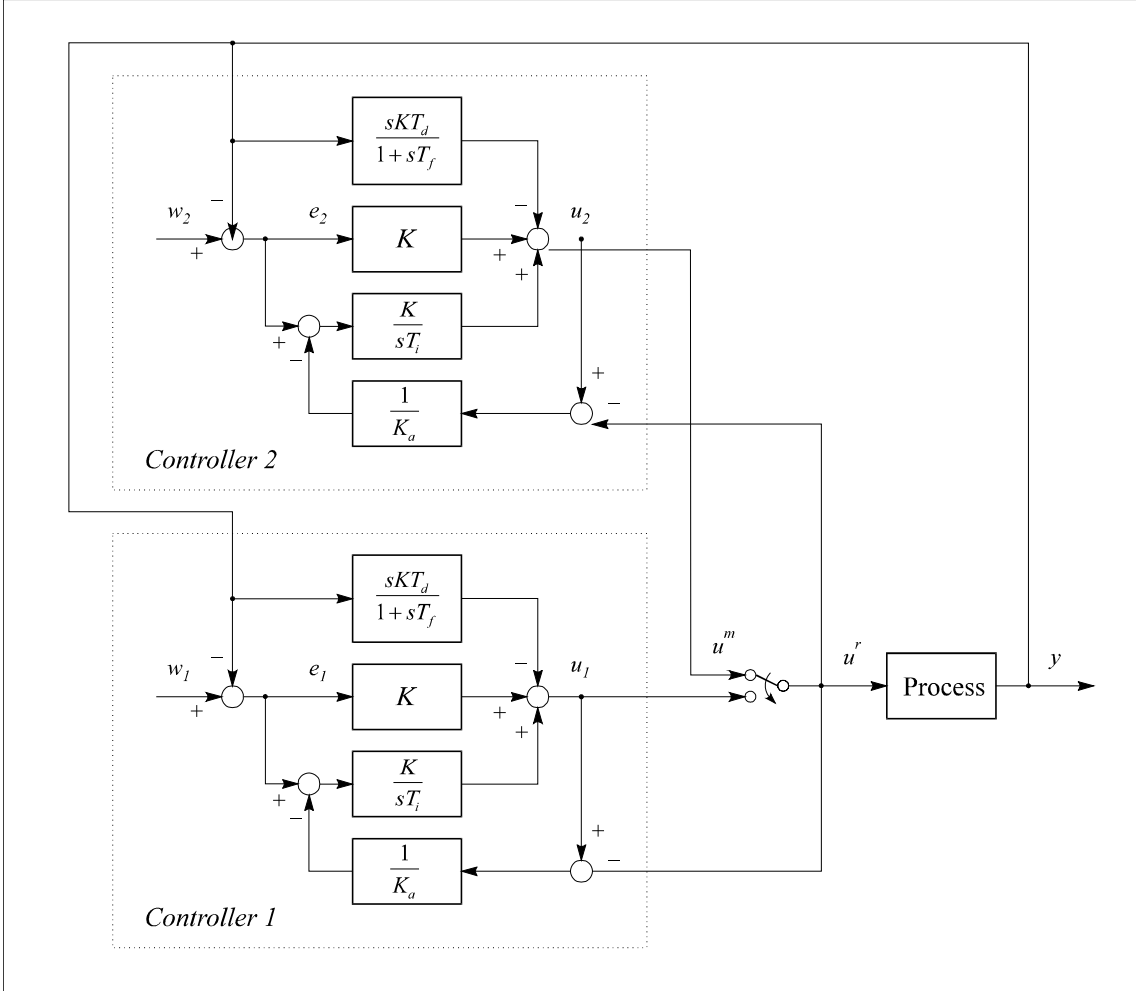 sKT_d
1 + sT_f
−
w_2
e_2
−
u_2
K
+
+
+
K
sT_i
+
−
+
−
1
K_a
Controller 2
sKT_d
1 + sT_f
−
w_1
e_1
−
u_1
u^m
u^r
y
K
Process
+
+
+
K
sT_i
+
−
+
−
1
K_a
Controller 1